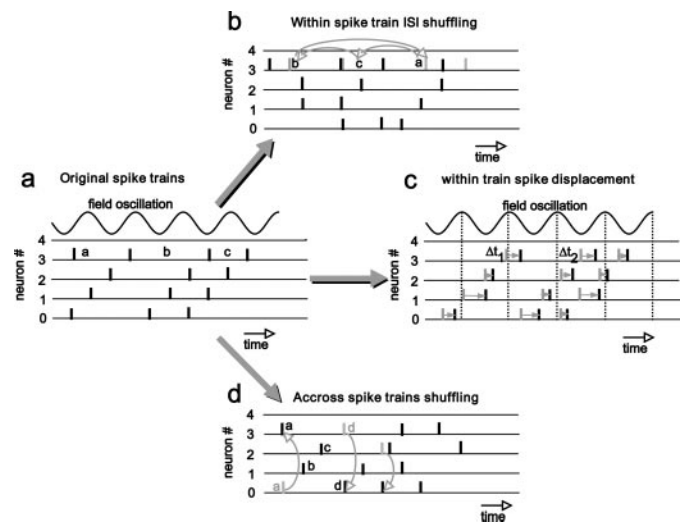 b
Within spike train ISI shuffling
neuron #
4
3
2
1
0
b
c
a
time
a
Original spike trains
field oscillation
neuron #
4
3
2
1
0
a
b
c
time
c
within train spike displacement
field oscillation
neuron #
4
3
2
1
0
Δt1
Δt2
time
d
Accross spike trains shuffling
neuron #
4
3
2
1
0
a
d
c
b
a
d
time